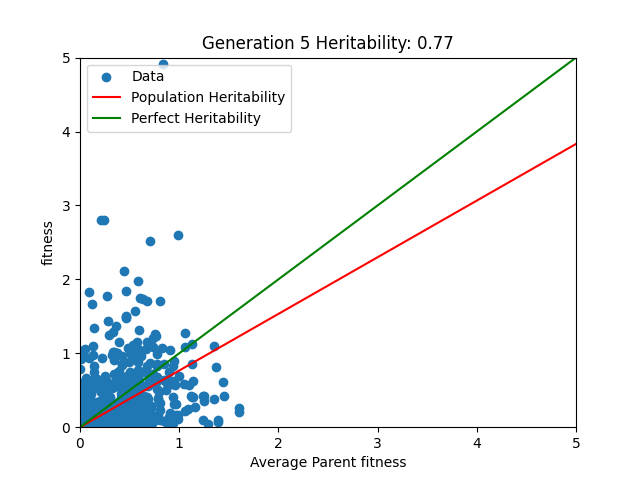 Generation 5 Heritability: 0.77
Data
Population Heritability
Perfect Heritability
fitness
5
4
3
2
1
0
0 1 2 3 4 5
Average Parent fitness